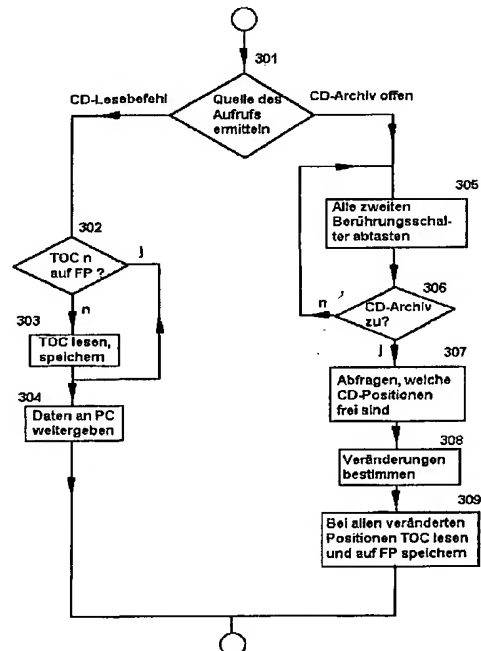 301
Quelle des
Aufrufs
ermitteln
CD-Lesebefehl
CD-Archiv offen
302
TOC n
auf FP ?
j
n
303
TOC lesen,
speichern
304
Daten an PC
weitergeben
305
Alle zweiten
Berührungsschal-
ter abtasten
306
CD-Archiv
zu?
n
j
307
Abfragen, welche
CD-Positionen
frei sind
308
Veränderungen
bestimmen
309
Bei allen veränderten
Positionen TOC lesen
und auf FP speichern